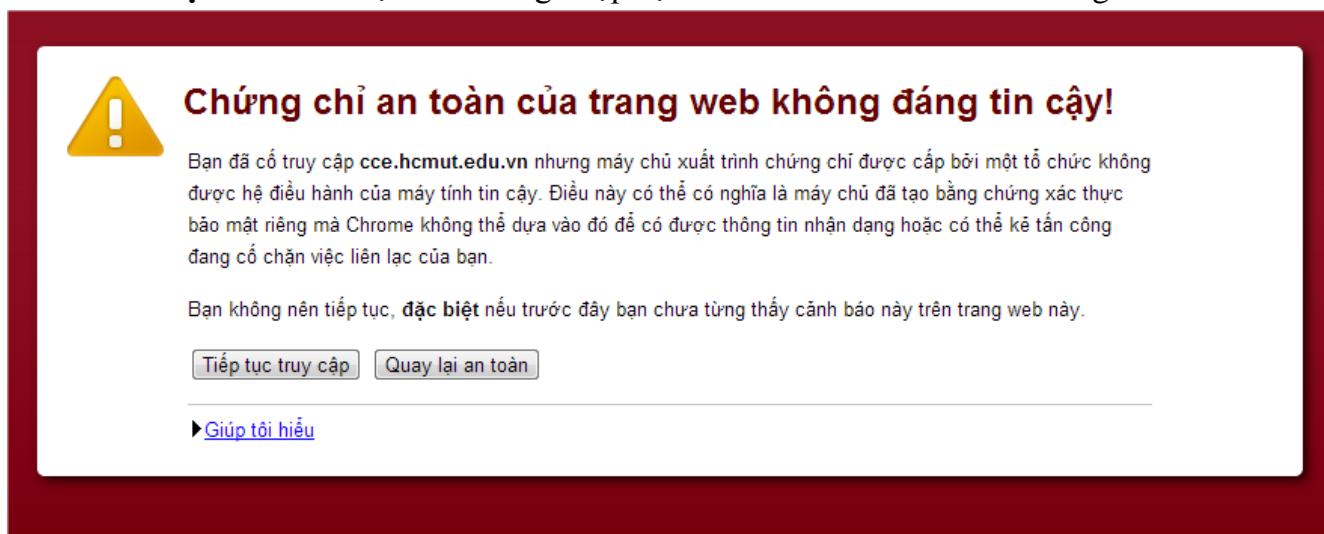 Chứng chỉ an toàn của trang web không đáng tin cậy!
Bạn đã cố truy cập cce.hcmut.edu.vn nhưng máy chủ xuất trình chứng chỉ được cấp bởi một tổ chức không
được hệ điều hành của máy tính tin cậy. Điều này có thể có nghĩa là máy chủ đã tạo bằng chứng xác thực
bảo mật riêng mà Chrome không thể dựa vào đó để có được thông tin nhận dạng hoặc có thể kẻ tấn công
đang cố chặn việc liên lạc của bạn.
Bạn không nên tiếp tục, đặc biệt nếu trước đây bạn chưa từng thấy cảnh báo này trên trang web này.
Tiếp tục truy cập Quay lại an toàn
Giúp tôi hiểu